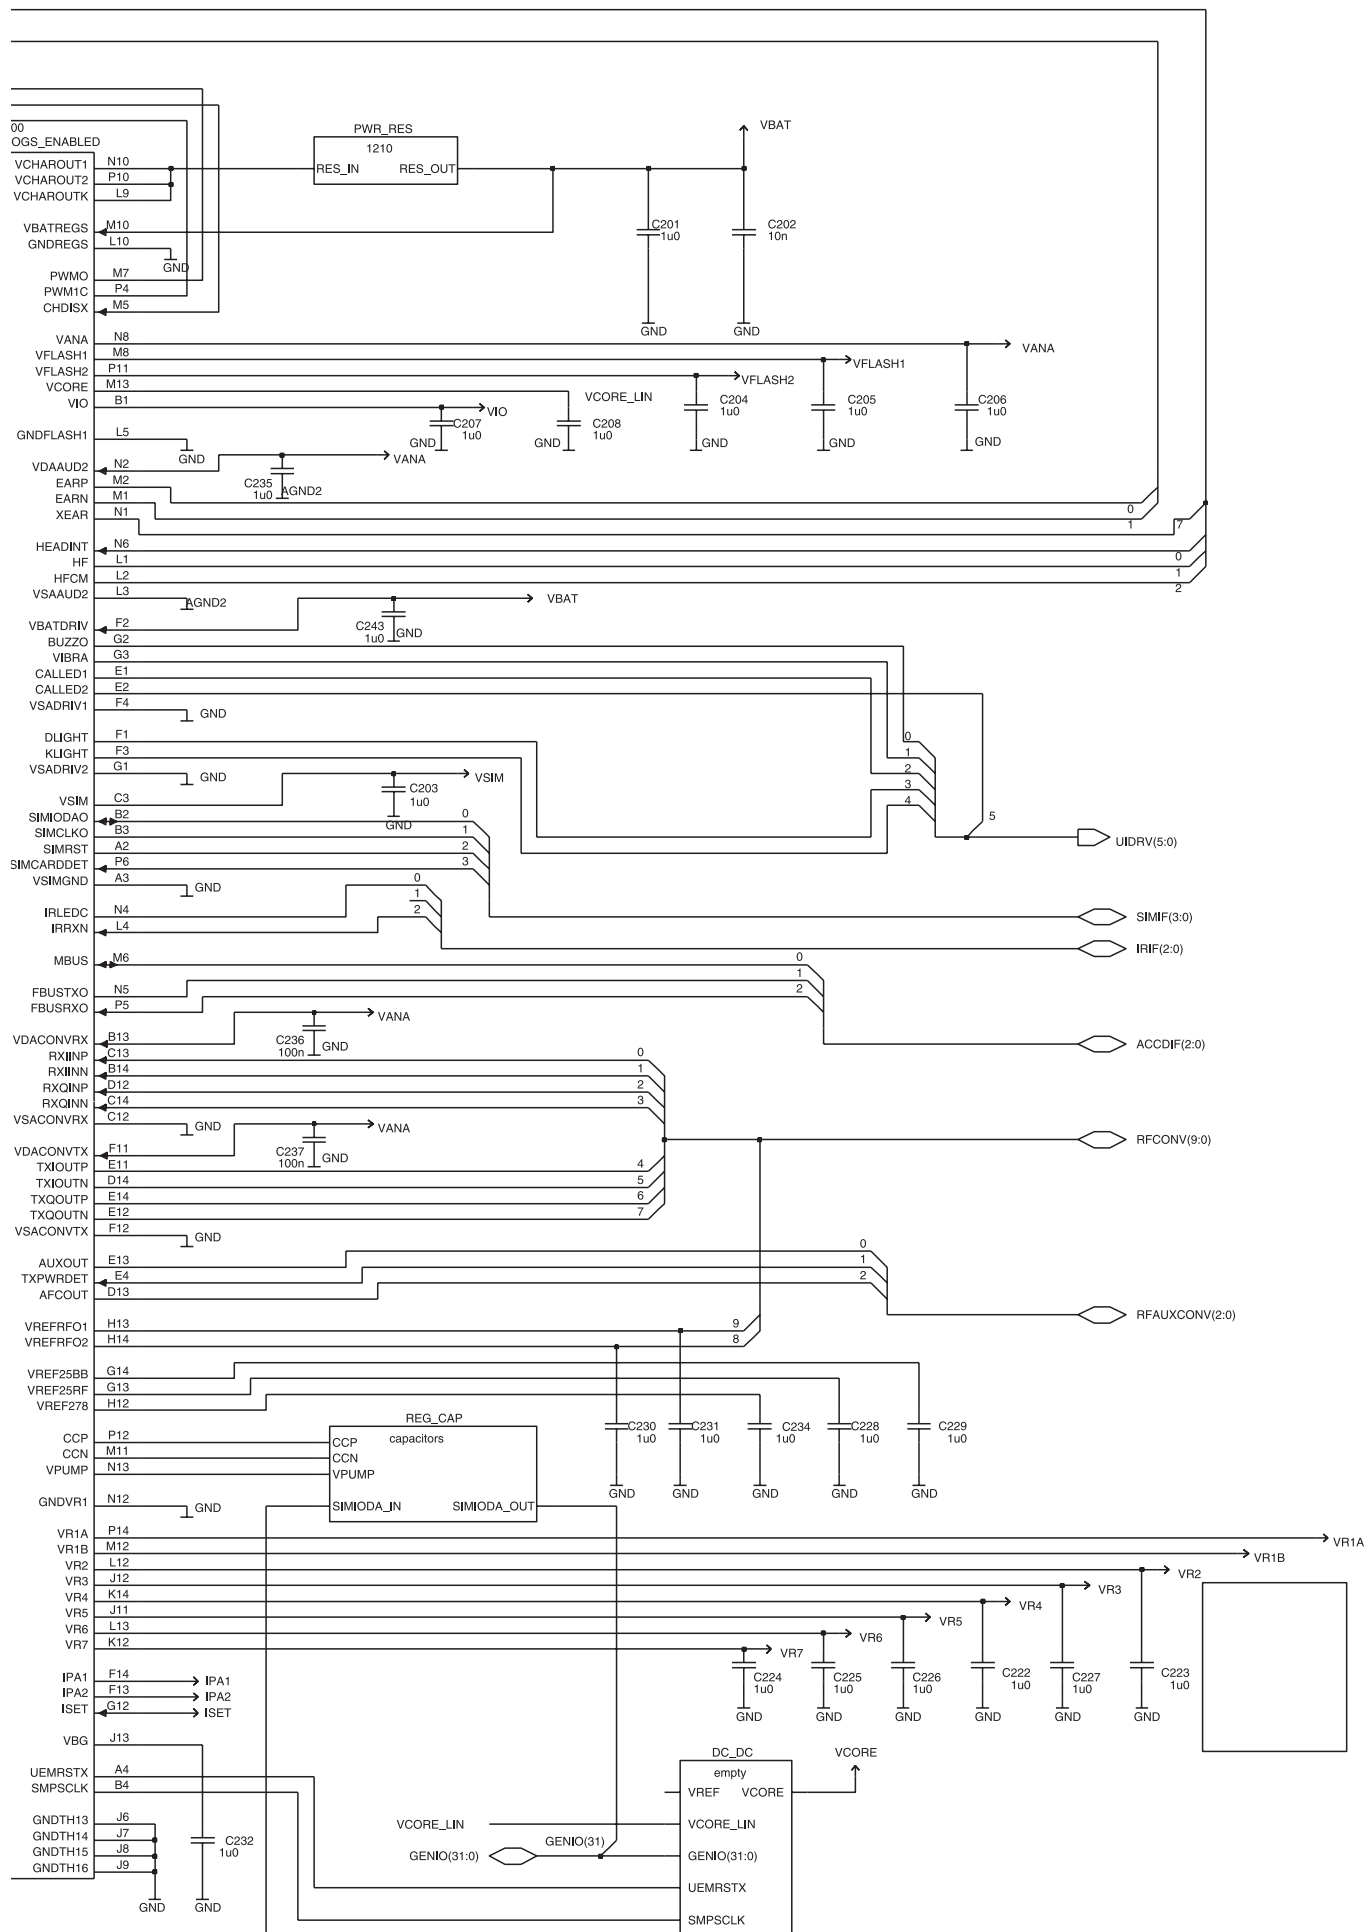 00
OGS_ENABLED
PWR_RES
1210
RES_IN RES_OUT
VBAT
VCHAROUT1 N10
VCHAROUT2 P10
VCHAROUTK L9
VBATREGS M10
GNDREGS L10
GND
C201
1u0
GND
C202
10n
GND
PWMO M7
PWM1C P4
CHDISX M5
VANA N8
VANA
VFLASH1 M8
VFLASH1
VFLASH2 P11
VFLASH2
VCORE M13
VCORE_LIN
VIO B1
VIO
C207
1u0
GND
C208
1u0
GND
C204
1u0
GND
C205
1u0
GND
C206
1u0
GND
GNDFLASH1 L5
GND
VDAAUD2 N2
VANA
C235
1u0
AGND2
EARP M2
0
EARN M1
1
XEAR N1
7
HEADINT N6
0
HF L1
1
HFCM L2
2
VSAAUD2 L3
AGND2
VBATDRIV F2
VBAT
C243
1u0
GND
BUZZO G2
VIBRA G3
CALLED1 E1
CALLED2 E2
VSADRIV1 F4
GND
DLIGHT F1
KLIGHT F3
VSADRIV2 G1
GND
0
1
2
3
4
5
UIDRV(5:0)
VSIM C3
VSIM
C203
1u0
GND
SIMIODAO B2 0
SIMCLKO B3 1
SIMRST A2 2
SIMCARDDET P6 3
VSIMGND A3
GND
SIMIF(3:0)
IRLEDC N4
IRRXN L4
0
1
2
IRIF(2:0)
MBUS M6 0
FBUSTXO N5 1
FBUSRXO P5 2
ACCDIF(2:0)
VDACONVRX B13
VANA
C236
100n
GND
RXIINP C13 0
RXIINN B14 1
RXQINP D12 2
RXQINN C14 3
VSACONVRX C12
GND
VDACONVTX F11
VANA
C237
100n
GND
RFCONV(9:0)
TXIOUTP E11 4
TXIOUTN D14 5
TXQOUTP E14 6
TXQOUTN E12 7
VSACONVTX F12
GND
AUXOUT E13 0
TXPWRDET E4 1
AFCOUT D13 2
RFAUXCONV(2:0)
VREFRFO1 H13 9
VREFRFO2 H14 8
VREF25BB G14
VREF25RF G13
VREF278 H12
C230
1u0
GND
C231
1u0
GND
C234
1u0
GND
C228
1u0
GND
C229
1u0
GND
REG_CAP
capacitors
CCP P12 CCP
CCN M11 CCN
VPUMP N13 VPUMP
SIMIODA_IN SIMIODA_OUT
GNDVR1 N12
GND
VR1A P14 VR1A
VR1B M12 VR1B
VR2 L12 VR2
VR3 J12 VR3
VR4 K14 VR4
VR5 J11 VR5
VR6 L13 VR6
VR7 K12 VR7
C224
1u0
GND
C225
1u0
GND
C226
1u0
GND
C222
1u0
GND
C227
1u0
GND
C223
1u0
GND
IPA1 F14 IPA1
IPA2 F13 IPA2
ISET G12 ISET
VBG J13
UEMRSTX A4
SMPSCLK B4
GNDTH13 J6
GNDTH14 J7
GNDTH15 J8
GNDTH16 J9
GND
C232
1u0
GND
DC_DC
empty
VCORE
VREF VCORE
VCORE_LIN VCORE_LIN
GENIO(31)
GENIO(31:0) GENIO(31:0)
UEMRSTX
SMPSCLK